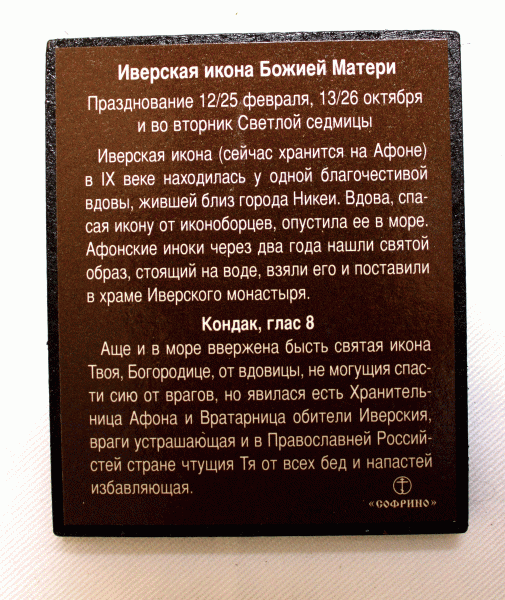 Иверская икона Божией Матери
Празднование 12/25 февраля, 13/26 октября
и во вторник Светлой седмицы
Иверская икона (сейчас хранится на Афоне)
в IX веке находилась у одной благочестивой
вдовы, жившей близ города Никеи. Вдова, спа-
сая икону от иконоборцев, опустила ее в море.
Афонские иноки через два года нашли святой
образ, стоящий на воде, взяли его и поставили
в храме Иверского монастыря.
Кондак, глас 8
Аще и в море ввержена бысть святая икона
Твоя, Богородице, от вдовицы, не могущия спас-
ти сию от врагов, но явилася есть Хранитель-
ница Афона и Вратарница обители Иверския,
враги устрашающая и в Православней Россий-
стей стране чтущия Тя от всех бед и напастей
избавляющая.
«СОФРИНО»